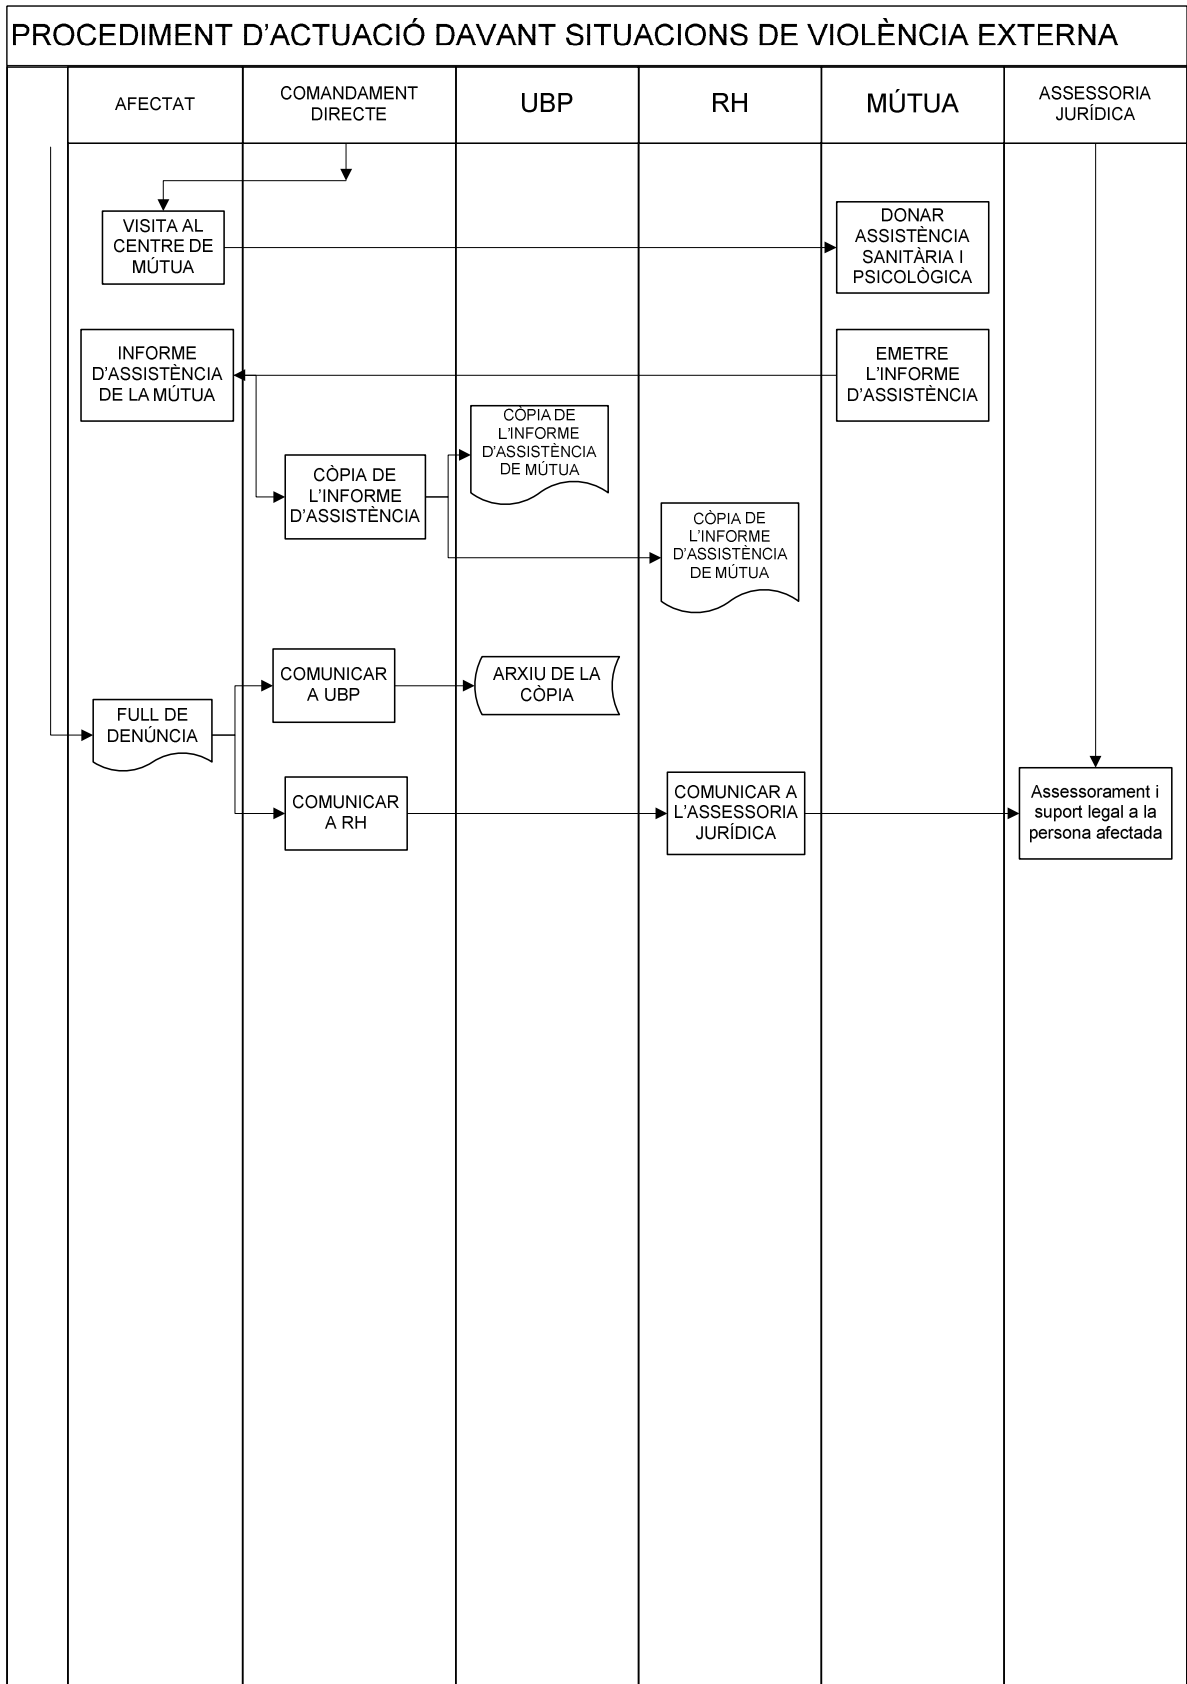 PROCEDIMENT D'ACTUACIÓ DAVANT SITUACIONS DE VIOLÈNCIA EXTERNA
AFECTAT
COMANDAMENT
DIRECTE
UBP
RH
MÚTUA
ASSESSORIA
JURÍDICA
VISITA AL
CENTRE DE
MÚTUA
DONAR
ASSISTÈNCIA
SANITÀRIA I
PSICOLÒGICA
INFORME
D'ASSISTÈNCIA
DE LA MÚTUA
EMETRE
L'INFORME
D'ASSISTÈNCIA
CÒPIA DE
L'INFORME
D'ASSISTÈNCIA
CÒPIA DE
L'INFORME
D'ASSISTÈNCIA
DE MÚTUA
CÒPIA DE
L'INFORME
D'ASSISTÈNCIA
DE MÚTUA
COMUNICAR
A UBP
ARXIU DE LA
CÒPIA
FULL DE
DENÚNCIA
COMUNICAR
A RH
COMUNICAR A
L'ASSESSORIA
JURÍDICA
Assessorament i
suport legal a la
persona afectada